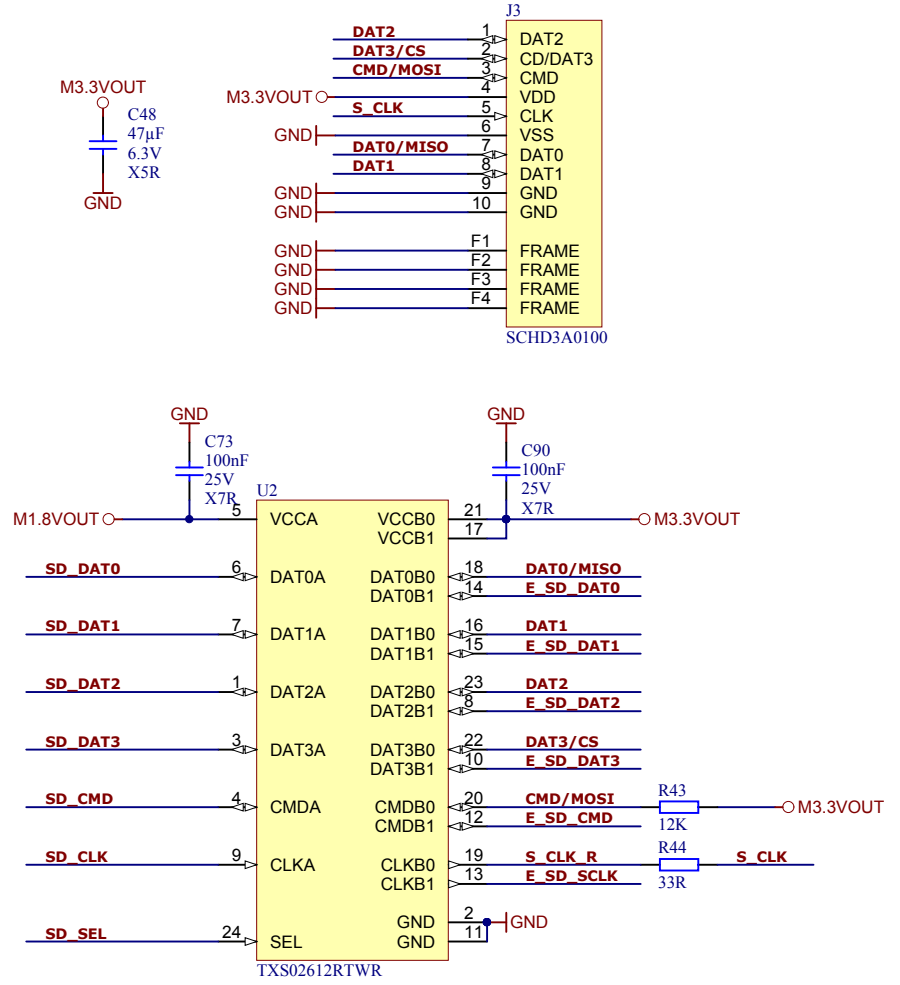 J3
DAT2 1 DAT2
DAT3/CS 2 CD/DAT3
CMD/MOSI 3 CMD
M3.3VOUT 4 VDD
S_CLK 5 CLK
GND 6 VSS
DAT0/MISO 7 DAT0
DAT1 8 DAT1
GND 9 GND
GND 10 GND
GND F1 FRAME
GND F2 FRAME
GND F3 FRAME
GND F4 FRAME
SCHD3A0100
M3.3VOUT
C48
47µF
6.3V
X5R
GND
GND
C73
100nF
25V
X7R
GND
C90
100nF
25V
X7R
U2
M1.8VOUT 5 VCCA VCCB0 21 M3.3VOUT
VCCB1 17
SD_DAT0 6 DAT0A DAT0B0 18 DAT0/MISO
DAT0B1 14 E_SD_DAT0
SD_DAT1 7 DAT1A DAT1B0 16 DAT1
DAT1B1 15 E_SD_DAT1
SD_DAT2 1 DAT2A DAT2B0 23 DAT2
DAT2B1 8 E_SD_DAT2
SD_DAT3 3 DAT3A DAT3B0 22 DAT3/CS
DAT3B1 10 E_SD_DAT3
R43
SD_CMD 4 CMDA CMDB0 20 CMD/MOSI M3.3VOUT
CMDB1 12 E_SD_CMD 12K
R44
SD_CLK 9 CLKA CLKB0 19 S_CLK_R S_CLK
CLKB1 13 E_SD_SCLK 33R
GND 2 GND
SD_SEL 24 SEL GND 11
TXS02612RTWR